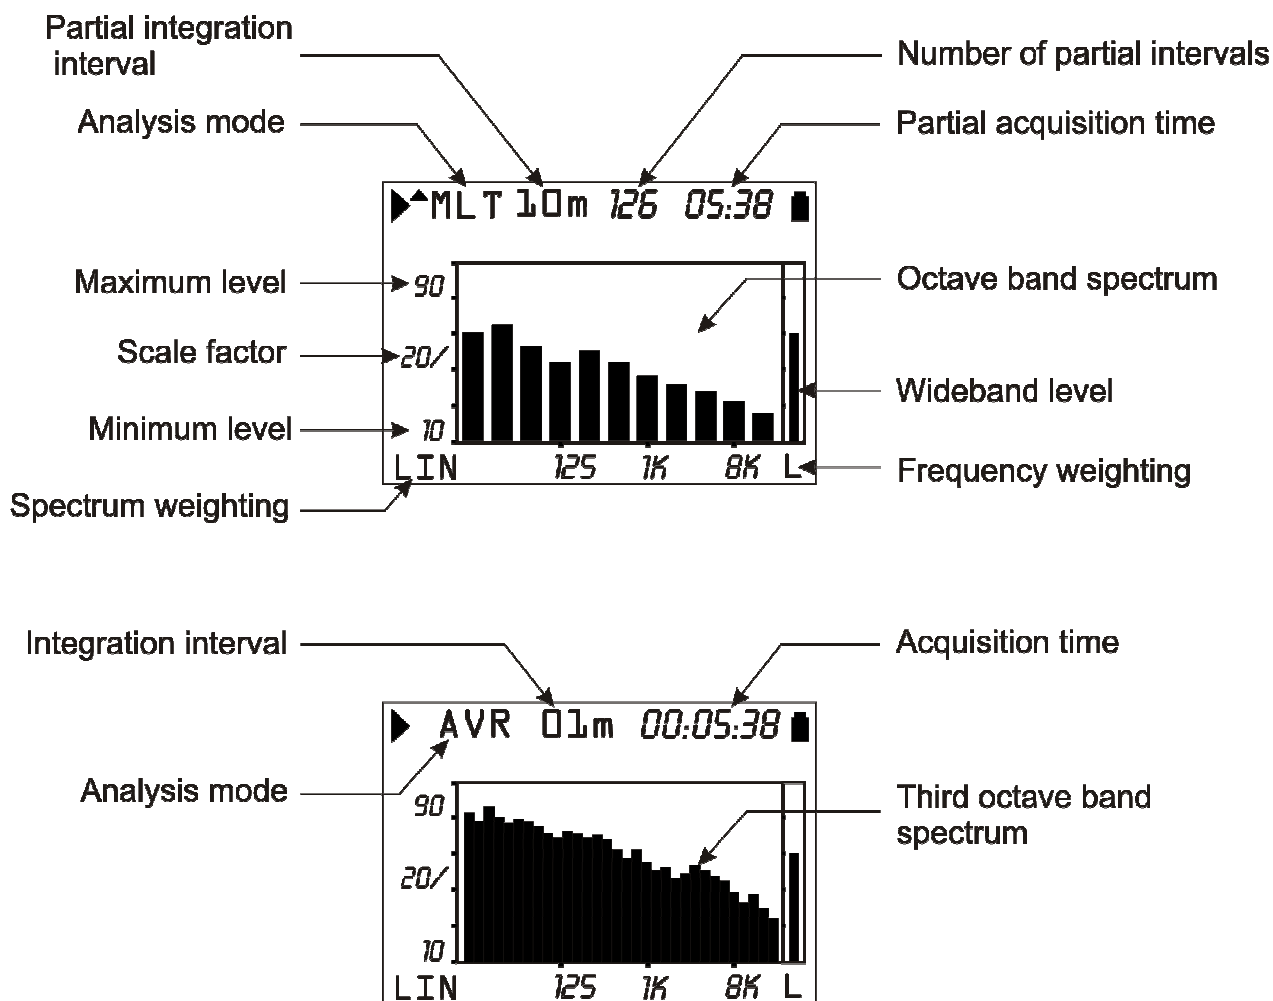 Partial integration
interval
Number of partial intervals
Analysis mode
Partial acquisition time
MLT 10m 126 05:38
Maximum level
90
Octave band spectrum
Scale factor
20/
Wideband level
Minimum level
10
LIN 125 1K 8K L
Frequency weighting
Spectrum weighting
Integration interval
Acquisition time
AVR 01m 00:05:38
Analysis mode
90
Third octave band
spectrum
20/
10
LIN 125 1K 8K L